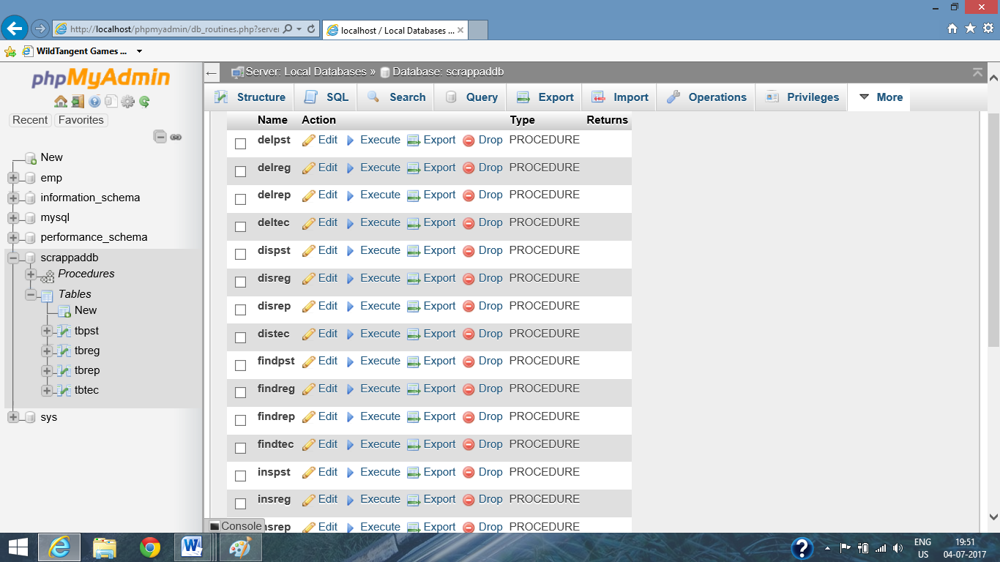 http://localhost/phpmyadmin/db_routines.php?server
localhost / Local Databases ...
WildTangent Games ...
phpMyAdmin
Recent Favorites
New
emp
information_schema
mysql
performance_schema
scrappaddb
Procedures
Tables
New
tbpst
tbreg
tbrep
tbtec
sys
Server: Local Databases » Database: scrappaddb
Structure SQL Search Query Export Import Operations Privileges More
Name Action Type Returns
delpst Edit Execute Export Drop PROCEDURE
delreg Edit Execute Export Drop PROCEDURE
delrep Edit Execute Export Drop PROCEDURE
deltec Edit Execute Export Drop PROCEDURE
dispst Edit Execute Export Drop PROCEDURE
disreg Edit Execute Export Drop PROCEDURE
disrep Edit Execute Export Drop PROCEDURE
distec Edit Execute Export Drop PROCEDURE
findpst Edit Execute Export Drop PROCEDURE
findreg Edit Execute Export Drop PROCEDURE
findrep Edit Execute Export Drop PROCEDURE
findtec Edit Execute Export Drop PROCEDURE
inspst Edit Execute Export Drop PROCEDURE
insreg Edit Execute Export Drop PROCEDURE
Console
Edit Execute Export Drop PROCEDURE
ENG
US
19:51
04-07-2017